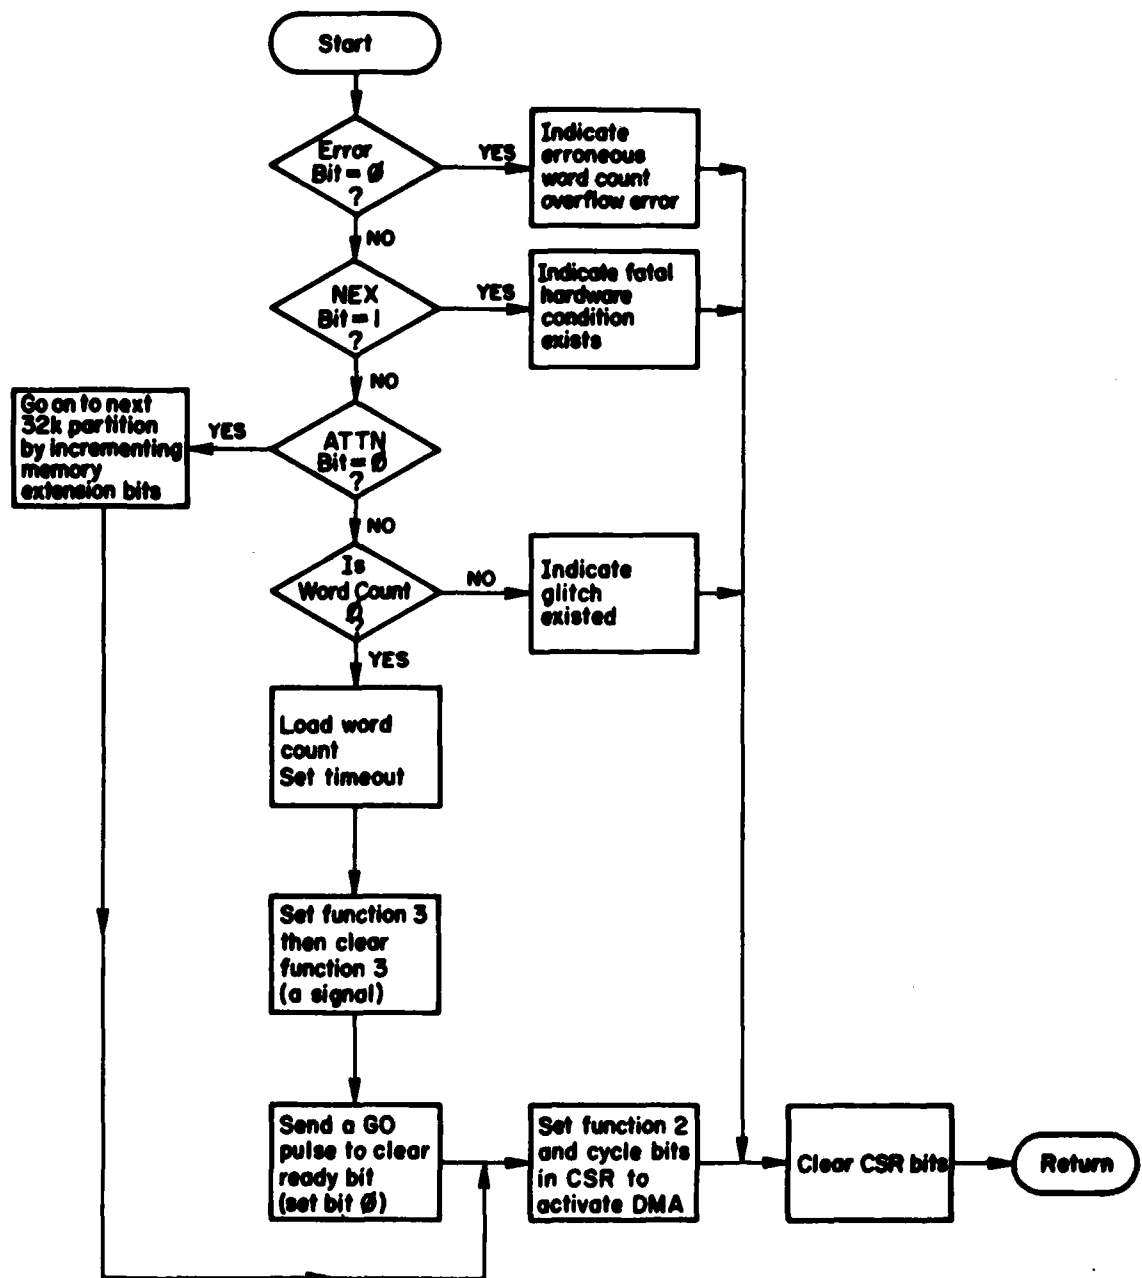 Start
Error
Bit = Ø
?
YES
Indicate
erroneous
word count
overflow error
NO
NEX
Bit = 1
?
YES
Indicate fatal
hardware
condition
exists
NO
Go on to next
32k partition
by incrementing
memory
extension bits
YES
ATTN
Bit = Ø
?
NO
Is
Word Count
Ø
?
NO
Indicate
glitch
existed
YES
Load word
count
Set timeout
Set function 3
then clear
function 3
(a signal)
Send a GO
pulse to clear
ready bit
(set bit Ø)
Set function 2
and cycle bits
in CSR to
activate DMA
Clear CSR bits
Return